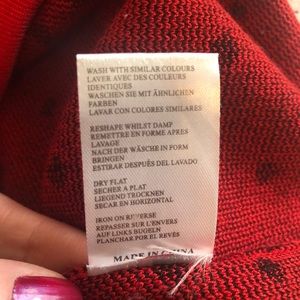 WASH WITH SIMILAR COLOURS
LAVER AVEC DES COULEURS
IDENTIQUES
WASCHEN SIE MIT ÄHNLICHEN
FARBEN
LAVAR CON COLORES SIMILARES
RESHAPE WHILST DAMP
REMETTRE EN FORME APRES
LAVAGE
NACH DER WÄSCHE IN FORM
BRINGEN
ESTIRAR DESPUÉS DEL LAVADO
DRY FLAT
SECHER A PLAT
LIEGEND TROCKNEN
SECAR EN HORIZONTAL
IRON ON REVERSE
REPASSER SUR L'ENVERS
AUF LINKS BUGELN
PLANCHAR POR EL REVÉS
MADE IN CHINA